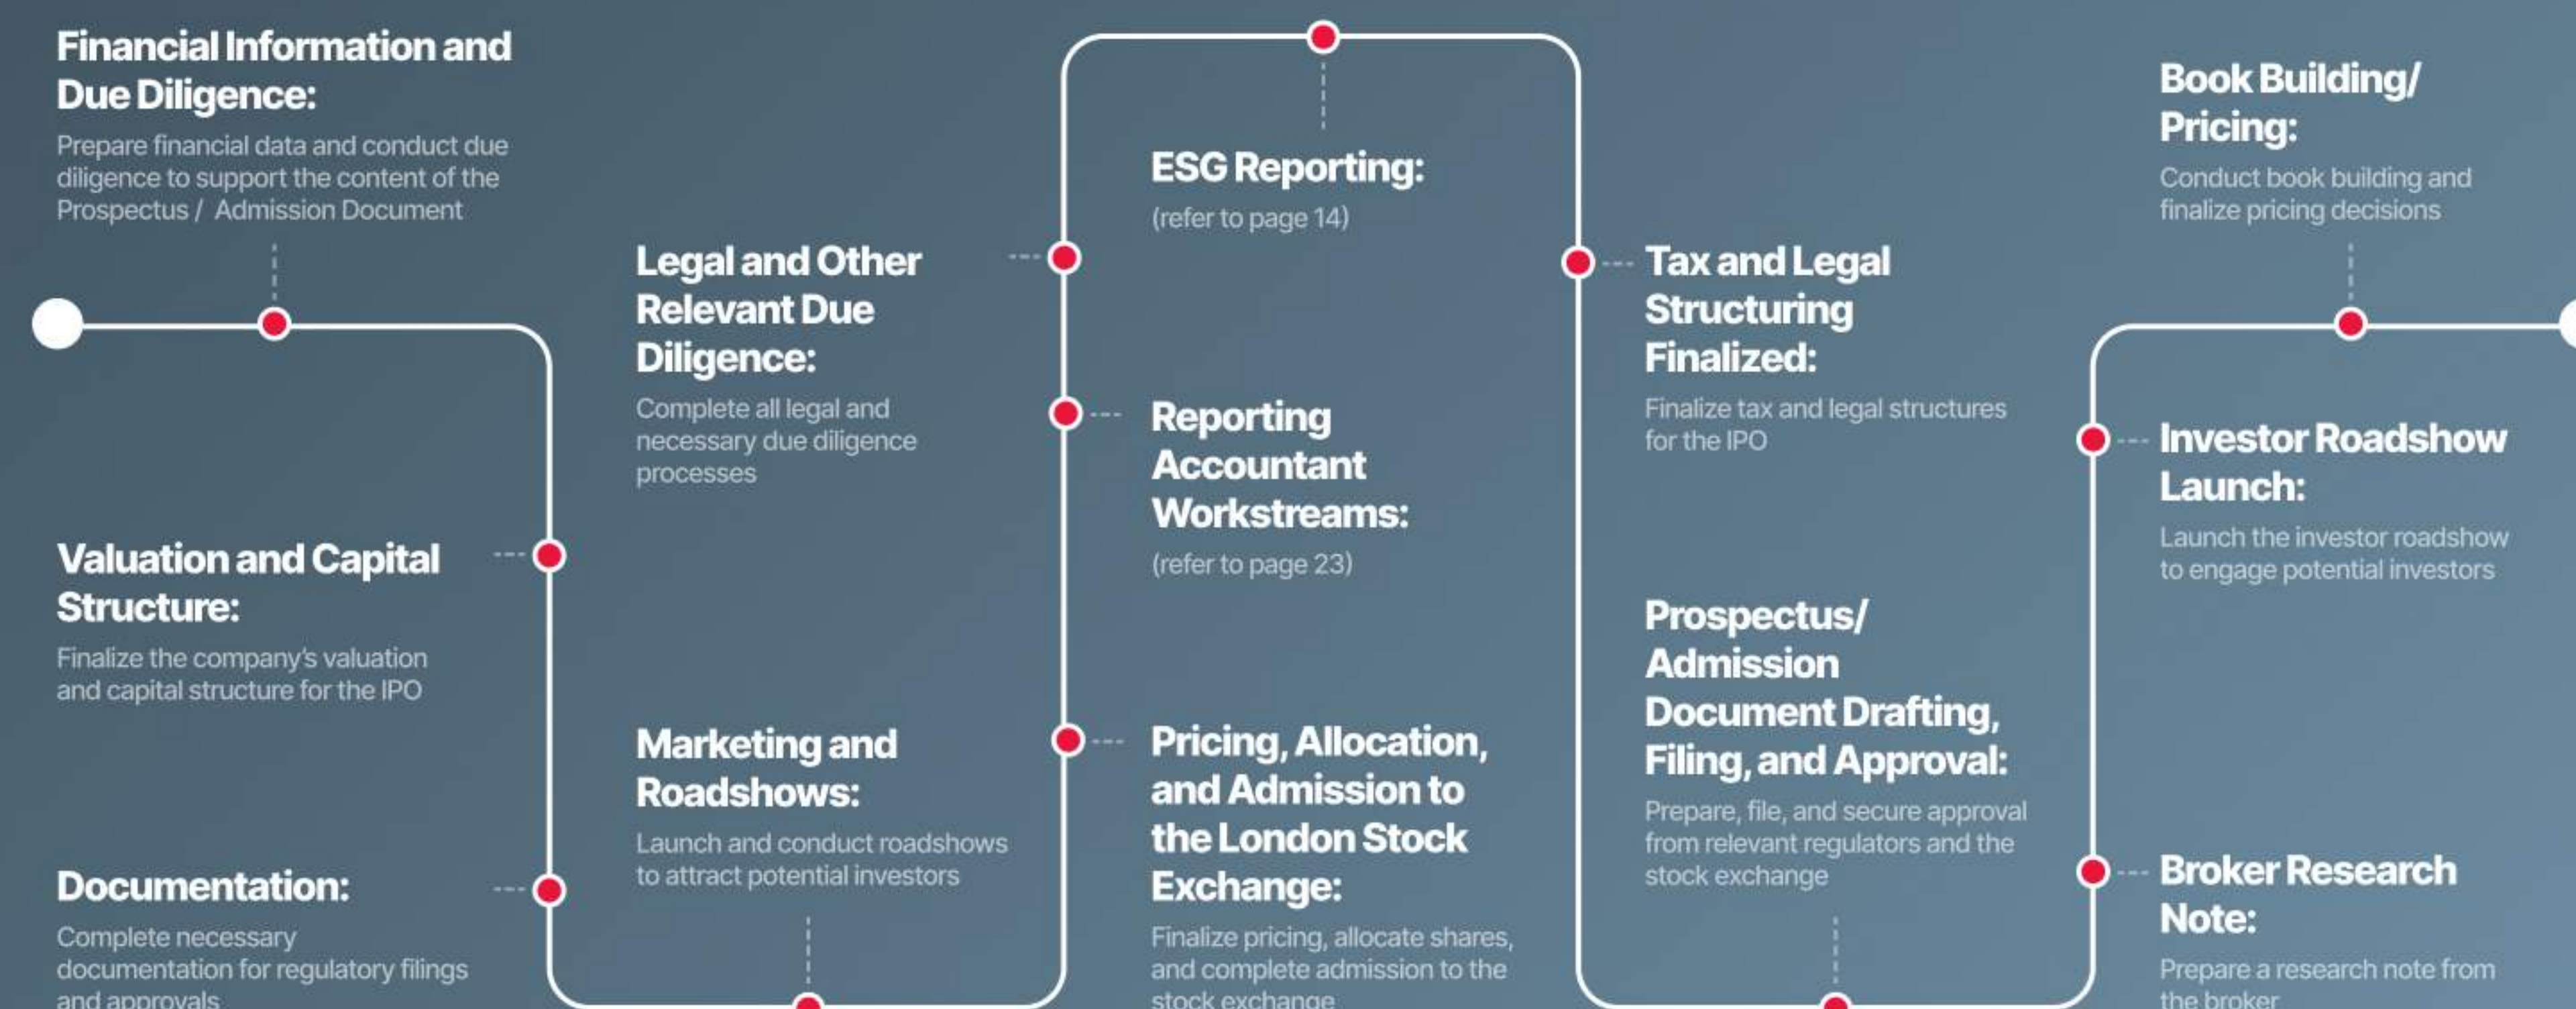 Financial Information and
Due Diligence:
Prepare financial data and conduct due
diligence to support the content of the
Prospectus / Admission Document
Valuation and Capital
Structure:
Finalize the company's valuation
and capital structure for the IPO
Documentation:
Complete necessary
documentation for regulatory filings
and approvals
Marketing and
Roadshows:
Launch and conduct roadshows
to attract potential investors
Pricing, Allocation,
and Admission to
the London Stock
Exchange:
Finalize pricing, allocate shares,
and complete admission to the
stock exchange
Reporting
Accountant
Workstreams:
(refer to page 23)
Legal and Other
Relevant Due
Diligence:
Complete all legal and
necessary due diligence
processes
ESG Reporting:
(refer to page 14)
Tax and Legal
Structuring
Finalized:
Finalize tax and legal structures
for the IPO
Prospectus/
Admission
Document Drafting,
Filing, and Approval:
Prepare, file, and secure approval
from relevant regulators and the
stock exchange
Broker Research
Note:
Prepare a research note from
the broker
Investor Roadshow
Launch:
Launch the investor roadshow
to engage potential investors
Book Building/
Pricing:
Conduct book building and
finalize pricing decisions